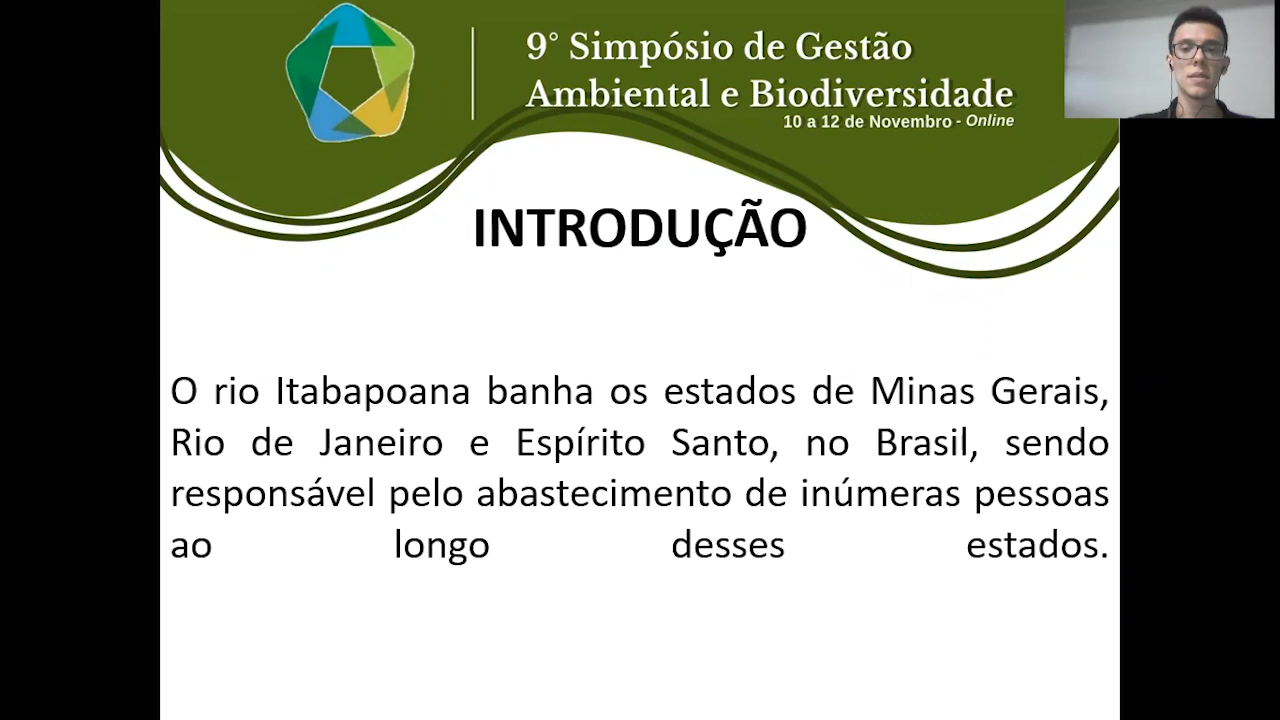 9° Simpósio de Gestão
Ambiental e Biodiversidade
10 a 12 de Novembro - Online
INTRODUÇÃO
O rio Itabapoana banha os estados de Minas Gerais,
Rio de Janeiro e Espírito Santo, no Brasil, sendo
responsável pelo abastecimento de inúmeras pessoas
ao longo desses estados.